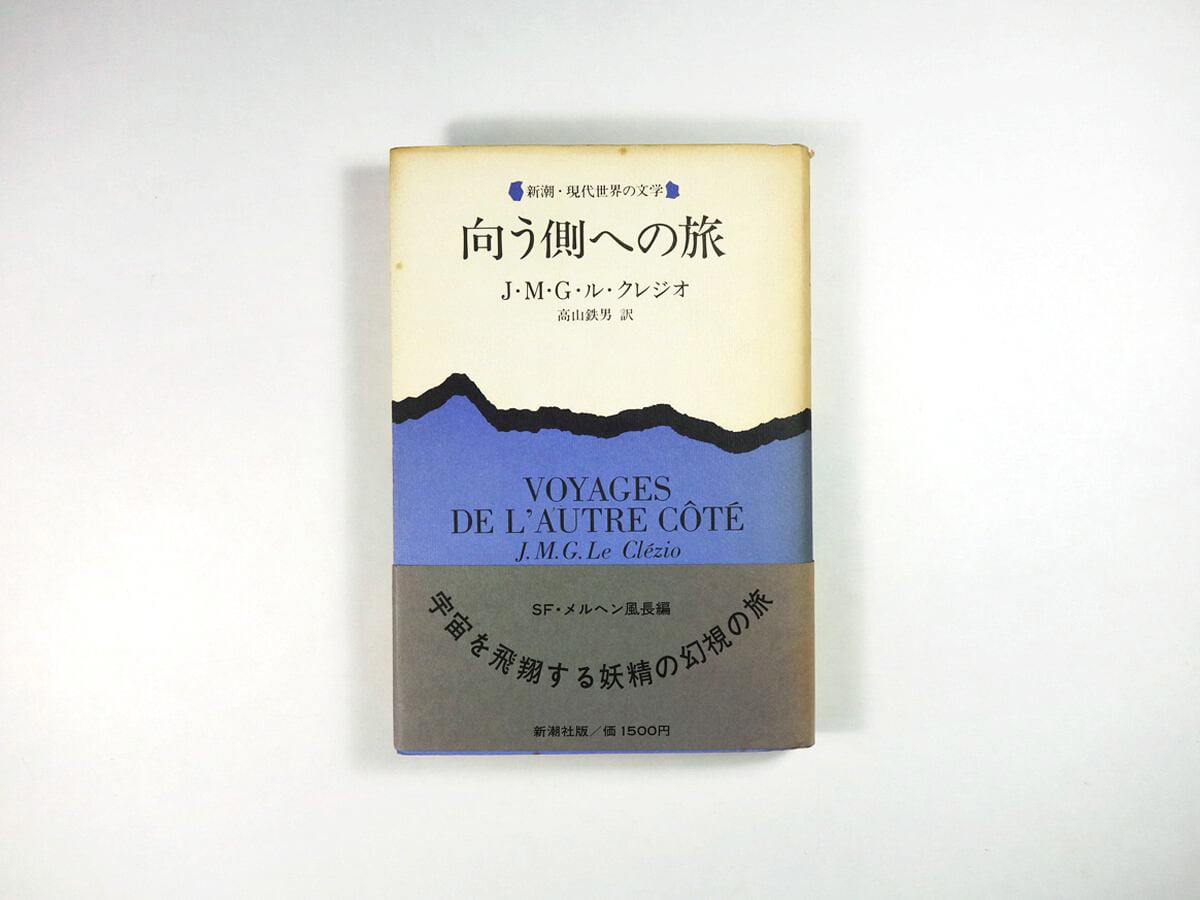 新潮・現代世界の文学
向う側への旅
J・M・G・ル・クレジオ
高山鉄男 訳
VOYAGES
DE L'AUTRE CÔTÉ
J.M.G. Le Clézio
SF・メルヘン風長編
宇宙を飛翔する妖精の幻視の旅
新潮社版／価1500円